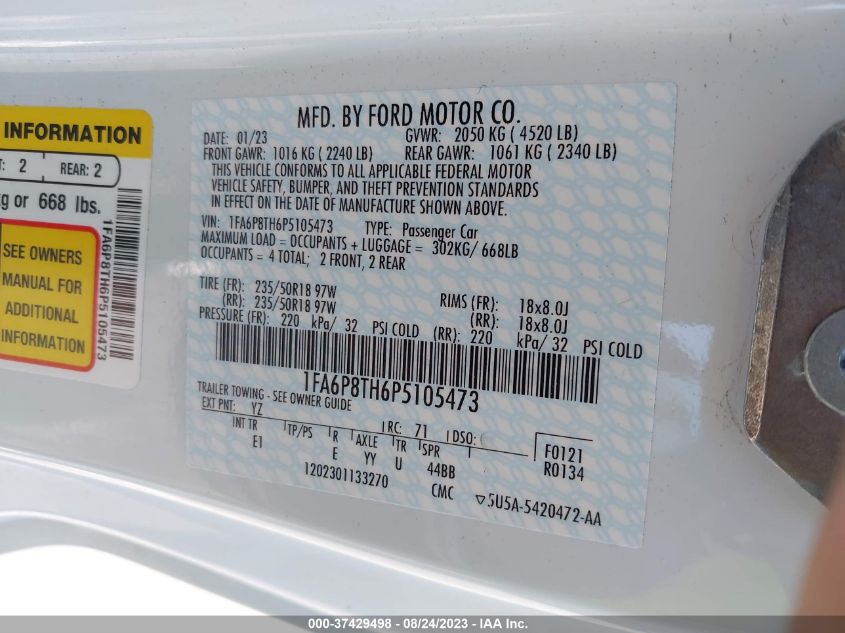 INFORMATION
T: 2 REAR: 2
kg or 668 lbs.
SEE OWNERS
MANUAL FOR
ADDITIONAL
INFORMATION
1FA6P8TH6P5105473
MFD. BY FORD MOTOR CO.
DATE: 01/23 GVWR: 2050 KG ( 4520 LB)
FRONT GAWR: 1016 KG ( 2240 LB) REAR GAWR: 1061 KG ( 2340 LB)
THIS VEHICLE CONFORMS TO ALL APPLICABLE FEDERAL MOTOR
VEHICLE SAFETY, BUMPER, AND THEFT PREVENTION STANDARDS
IN EFFECT ON THE DATE OF MANUFACTURE SHOWN ABOVE.
VIN: 1FA6P8TH6P5105473 TYPE: Passenger Car
MAXIMUM LOAD = OCCUPANTS + LUGGAGE = 302KG/ 668LB
OCCUPANTS = 4 TOTAL; 2 FRONT, 2 REAR
TIRE (FR): 235/50R18 97W RIMS (FR): 18x8.0J
(RR): 235/50R18 97W (RR): 18x8.0J
PRESSURE (FR): 220 kPa/ 32 PSI COLD (RR): 220 kPa/ 32 PSI COLD
1FA6P8TH6P5105473
TRAILER TOWING - SEE OWNER GUIDE
EXT PNT: YZ RC: 71 DSO:
INT TR TP/PS R AXLE TR SPR F0121
E1 E YY U 44BB R0134
1202301133270 CMC ▽5U5A-5420472-AA
000-37429498 - 08/24/2023 - IAA Inc.